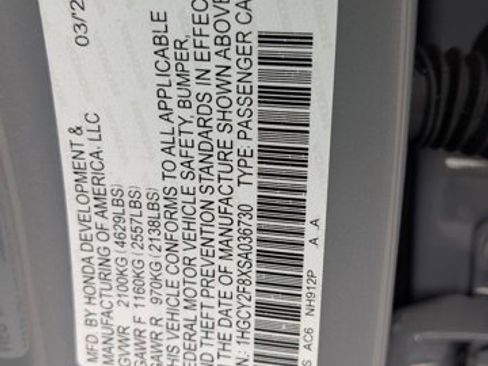 03/2
MFD. BY HONDA DEVELOPMENT &
MANUFACTURING OF AMERICA, LLC
GVWR 2100KG (4629LBS)
GAWR F 1160KG (2557LBS)
GAWR R 970KG (2138LBS)
HIS VEHICLE CONFORMS TO ALL APPLICABLE
FEDERAL MOTOR VEHICLE SAFETY, BUMPER,
AND THEFT PREVENTION STANDARDS IN EFFEC
N THE DATE OF MANUFACTURE SHOWN ABOVE
N: 1HGCY2F8XSA036730 TYPE: PASSENGER CA
S AC6 NH912P A A